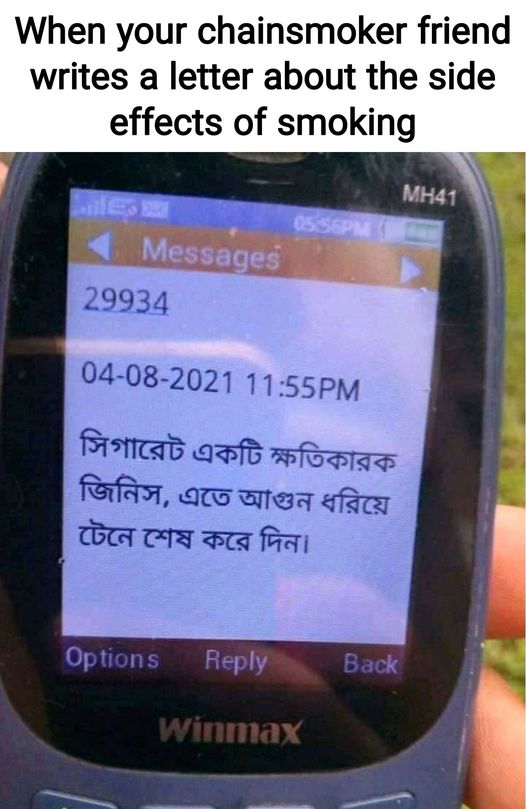 When your chainsmoker friend
writes a letter about the side
effects of smoking
MH41
05:56PM
Messages
29934
04-08-2021 11:55PM
সিগারেট একটি ক্ষতিকারক
জিনিস, এতে আগুন ধরিয়ে
টেনে শেষ করে দিন।
Options Reply Back
Winmax